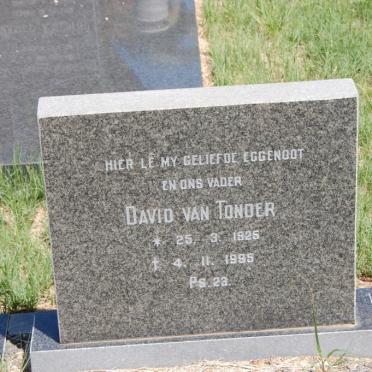 HIER LÊ MY GELIEFDE EGGENOOT
EN ONS VADER
DAVID VAN TONDER
* 25. 3. 1925
† 4. 11. 1995
PS. 23.